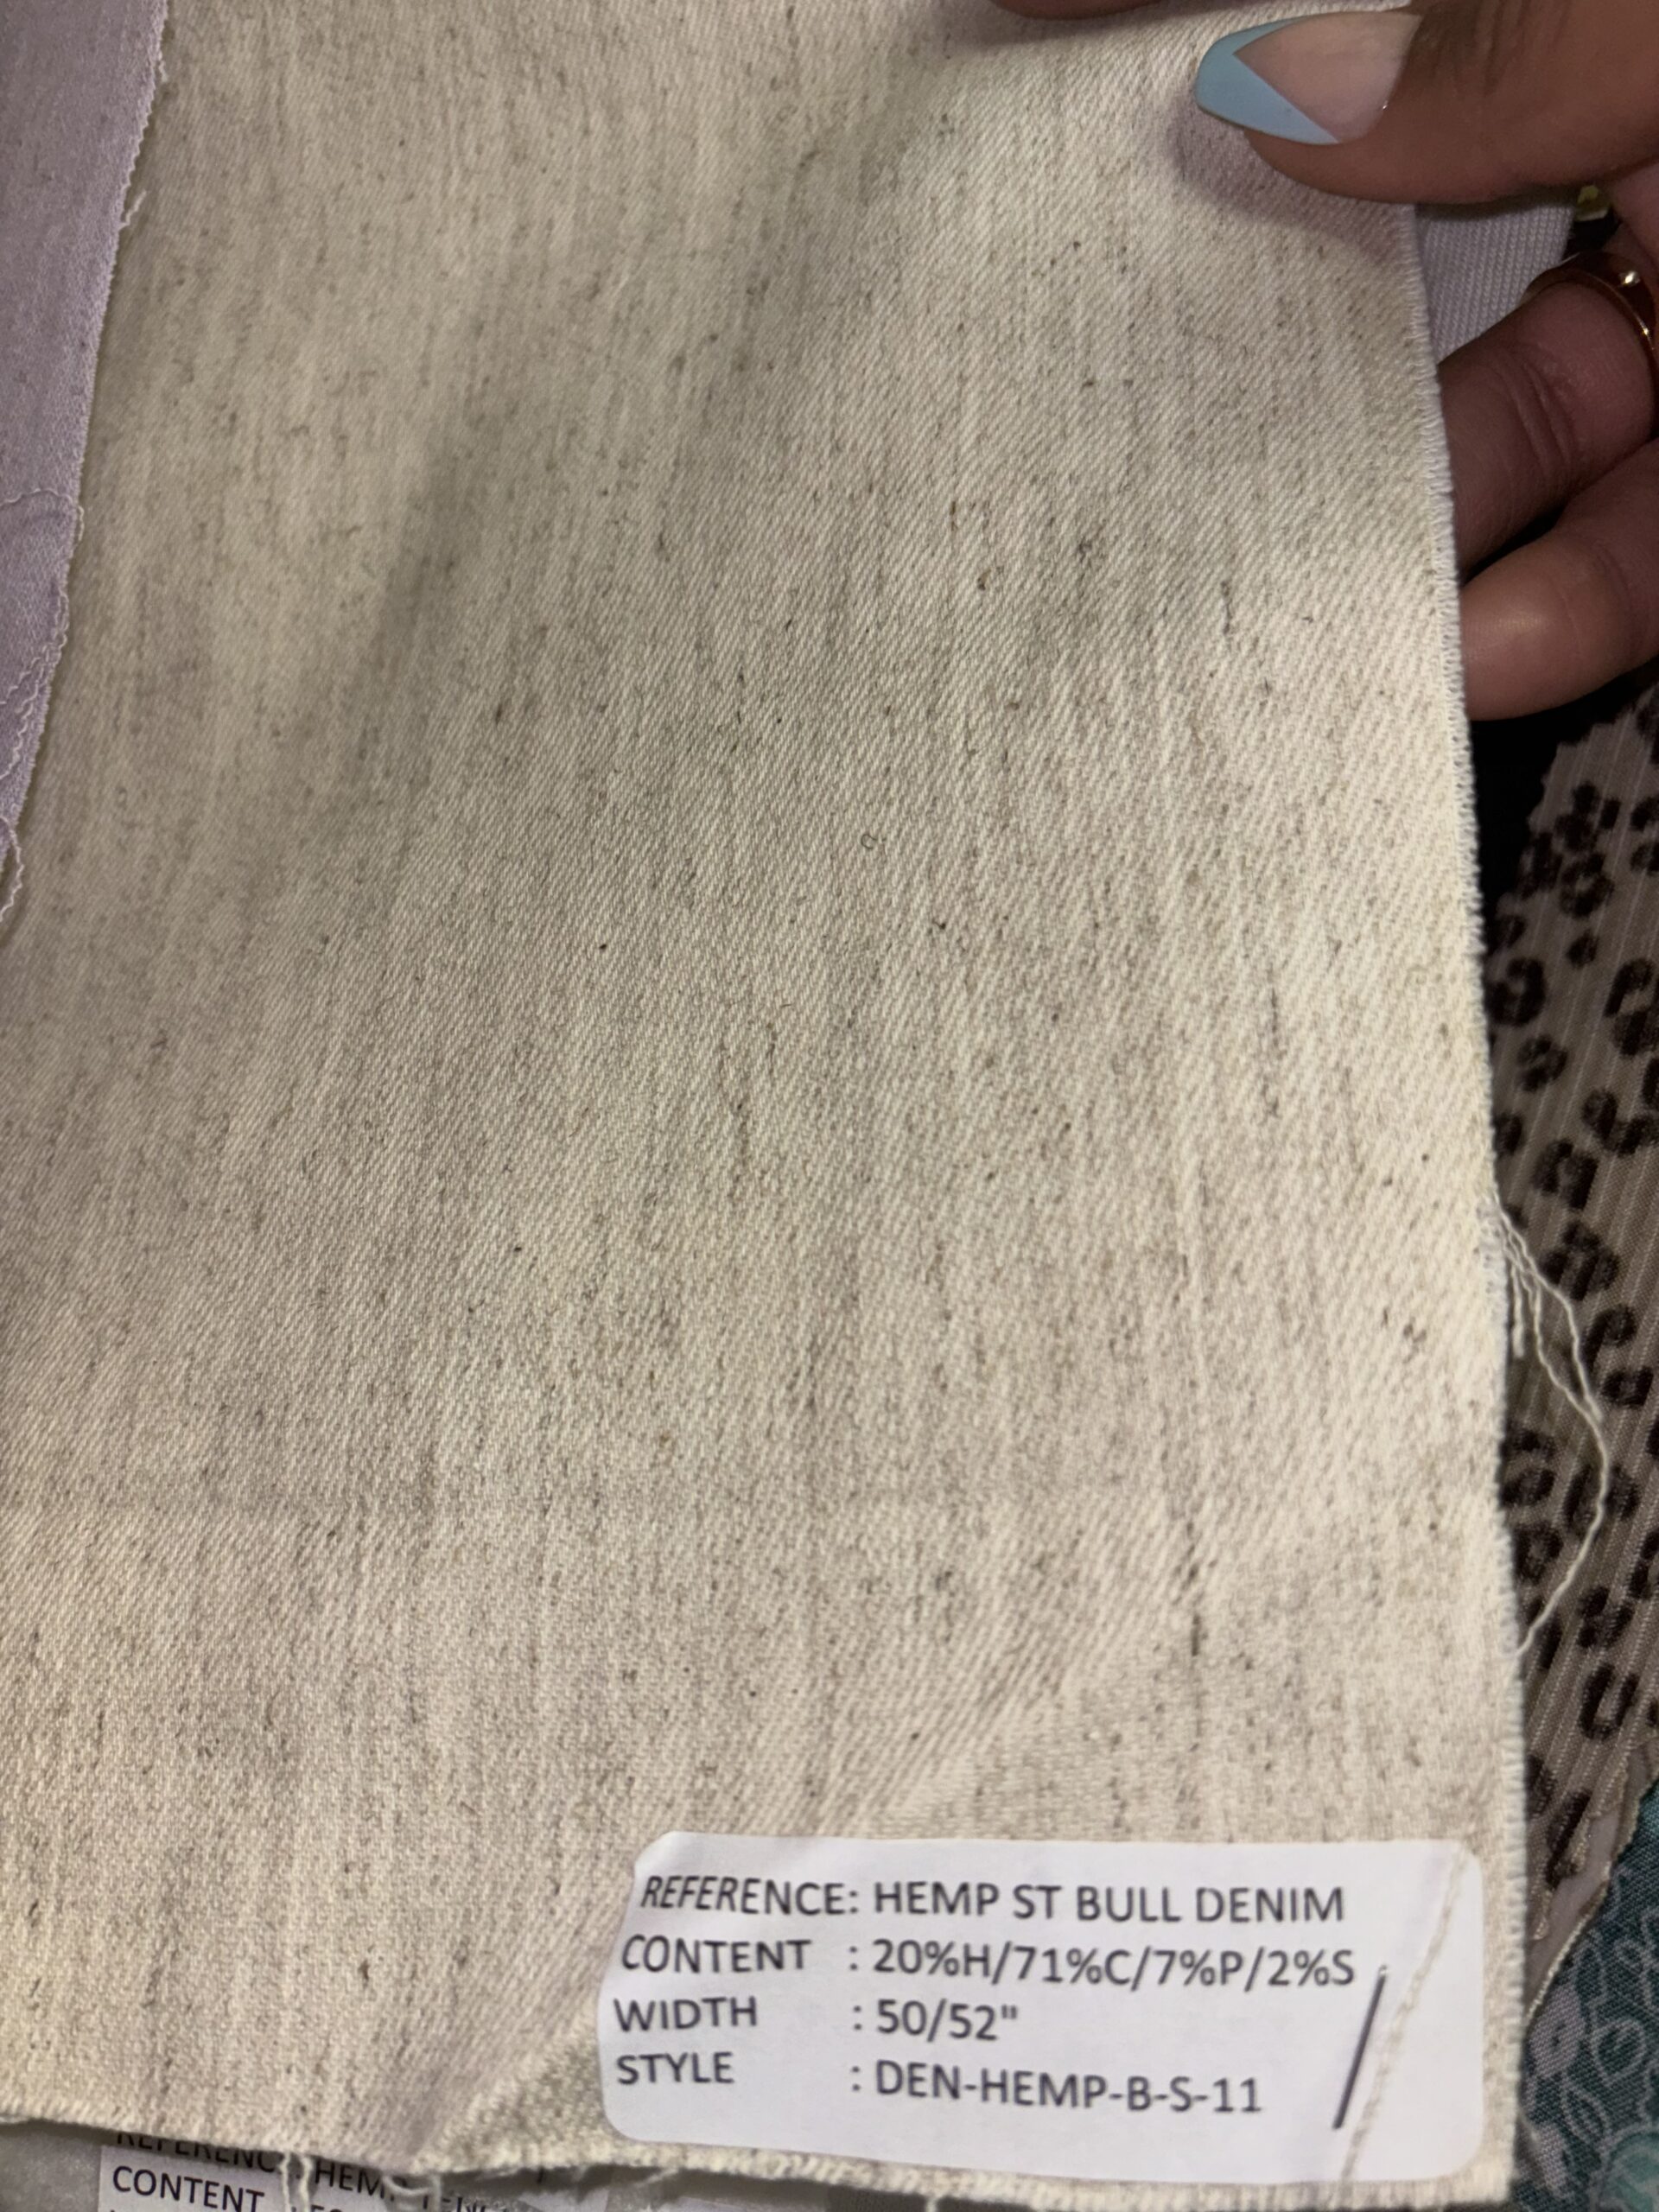 REFERENCE: HEMP ST BULL DENIM
CONTENT : 20%H/71%C/7%P/2%S
WIDTH : 50/52"
STYLE : DEN-HEMP-B-S-11
CONTENT